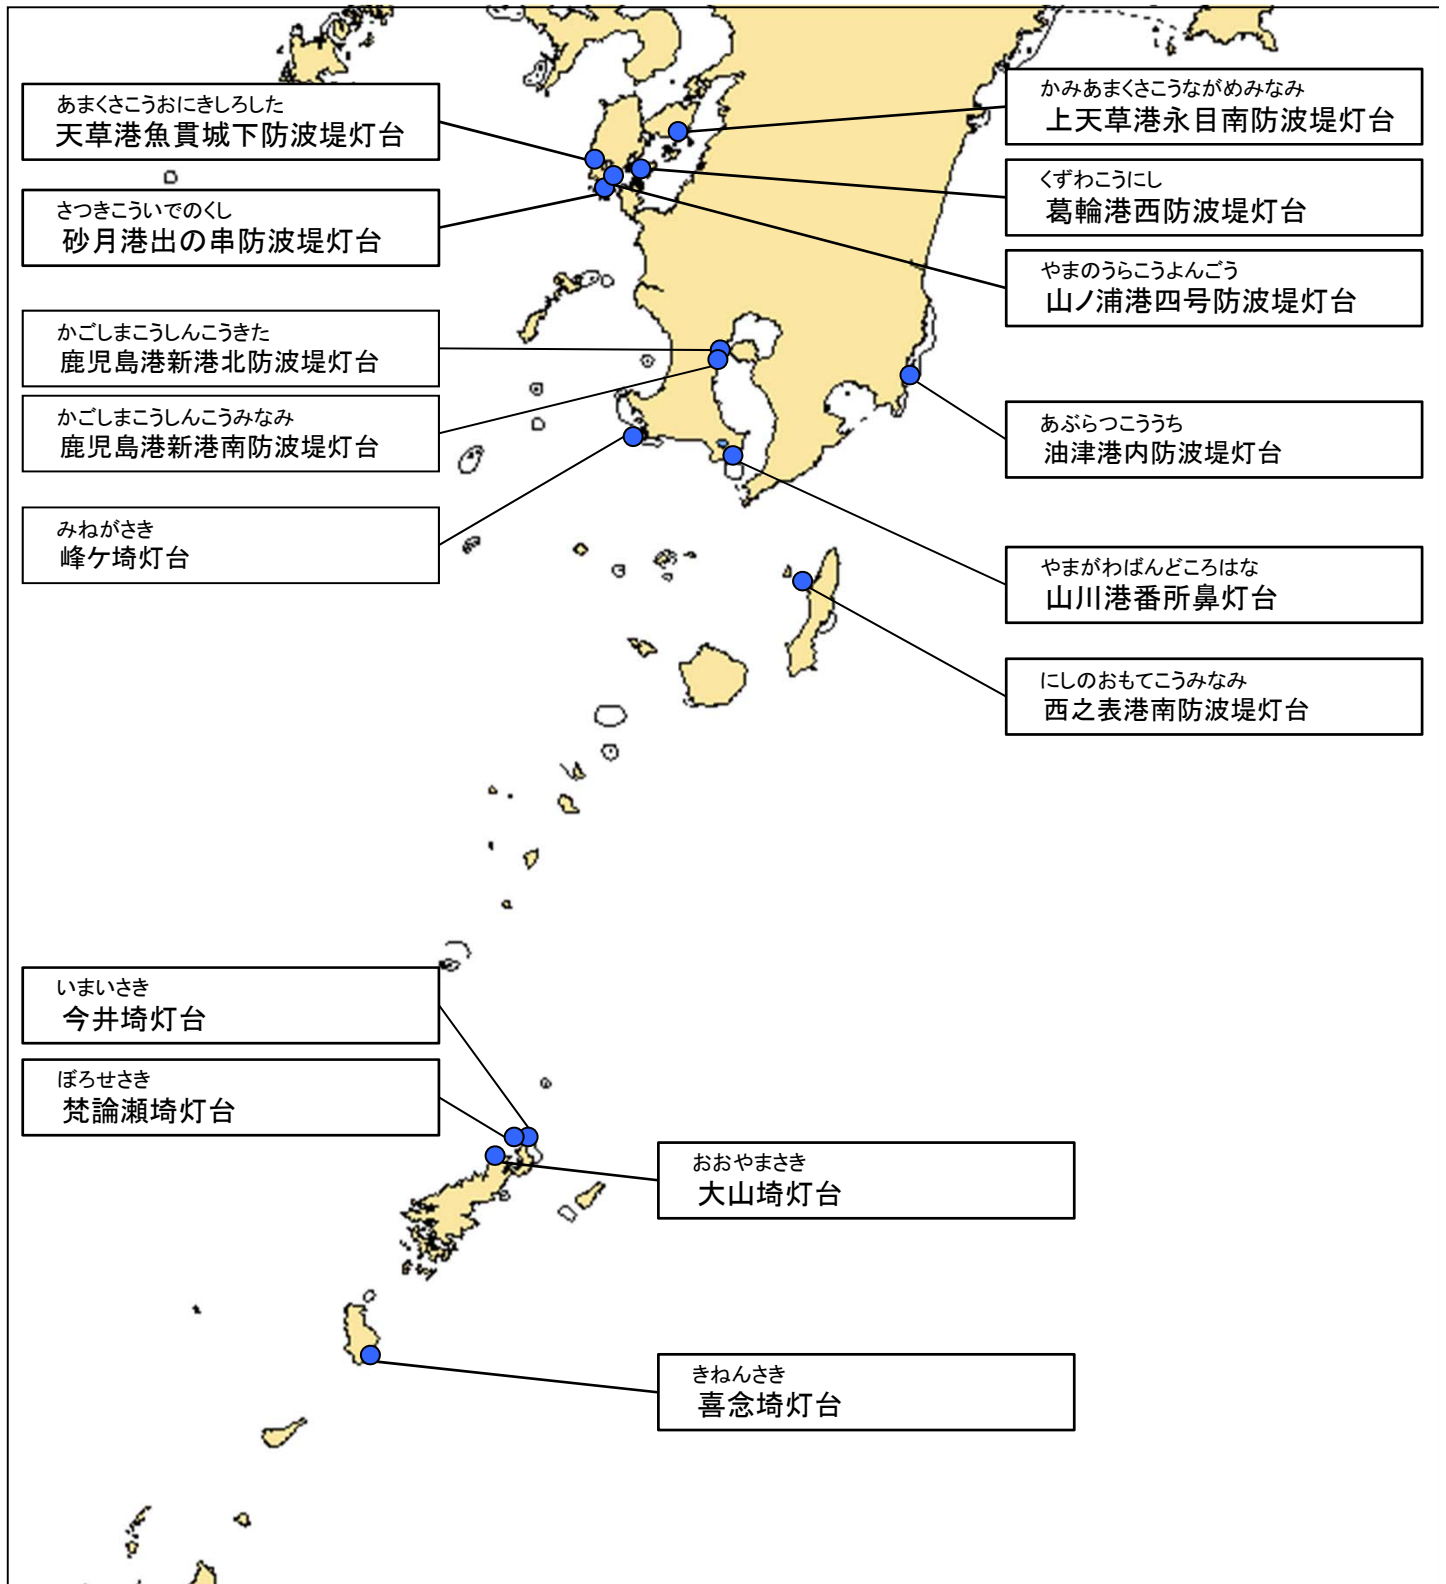 あまくさこうおにきしろした
天草港魚貫城下防波堤灯台
さつきこういでのくし
砂月港出の串防波堤灯台
かごしまこうしんこうきた
鹿児島港新港北防波堤灯台
かごしまこうしんこうみなみ
鹿児島港新港南防波堤灯台
みねがさき
峰ケ埼灯台
かみあまくさこうながめみなみ
上天草港永目南防波堤灯台
くずわこうにし
葛輪港西防波堤灯台
やまのうらこうよんごう
山ノ浦港四号防波堤灯台
あぶらつこううち
油津港内防波堤灯台
やまがわばんどころはな
山川港番所鼻灯台
にしのおもてこうみなみ
西之表港南防波堤灯台
いまいさき
今井埼灯台
ぼろせさき
梵論瀬埼灯台
おおやまさき
大山埼灯台
きねんさき
喜念埼灯台